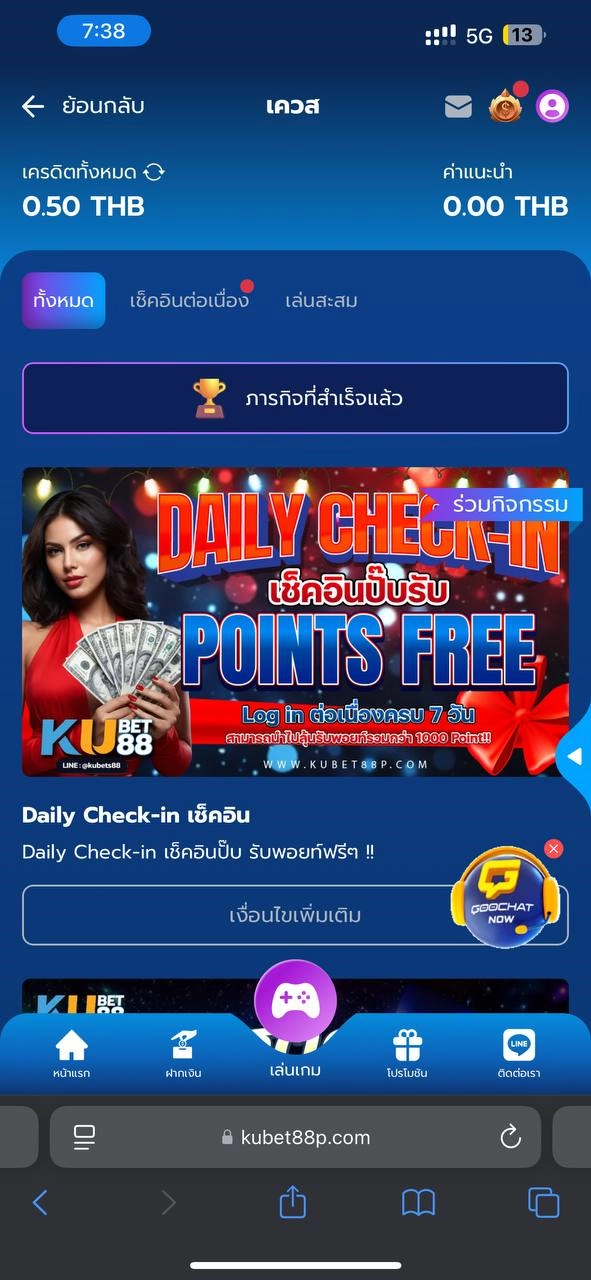 7:38
5G
13
ย้อนกลับ
เควส
เครดิตทั้งหมด
ค่าแนะนำ
0.50 THB
0.00 THB
ทั้งหมด
เช็คอินต่อเนื่อง
เล่นสะสม
ภารกิจที่สำเร็จแล้ว
ร่วมกิจกรรม
DAILY CHECK-IN
เช็คอินปั๊บรับ
POINTS FREE
Log in ต่อเนื่องครบ 7 วัน
สามารถนำไปลุ้นรับพอยท์รวมกว่า 1000 Point!!
KUBET88
LINE : @kubets88
WWW.KUBET88P.COM
Daily Check-in เช็คอิน
Daily Check-in เช็คอินปั๊บ รับพอยท์ฟรีๆ !!
เงื่อนไขเพิ่มเติม
GOOCHAT
NOW
KUBET
หน้าแรก
ฝากเงิน
เล่นเกม
โปรโมชัน
LINE
ติดต่อเรา
kubet88p.com